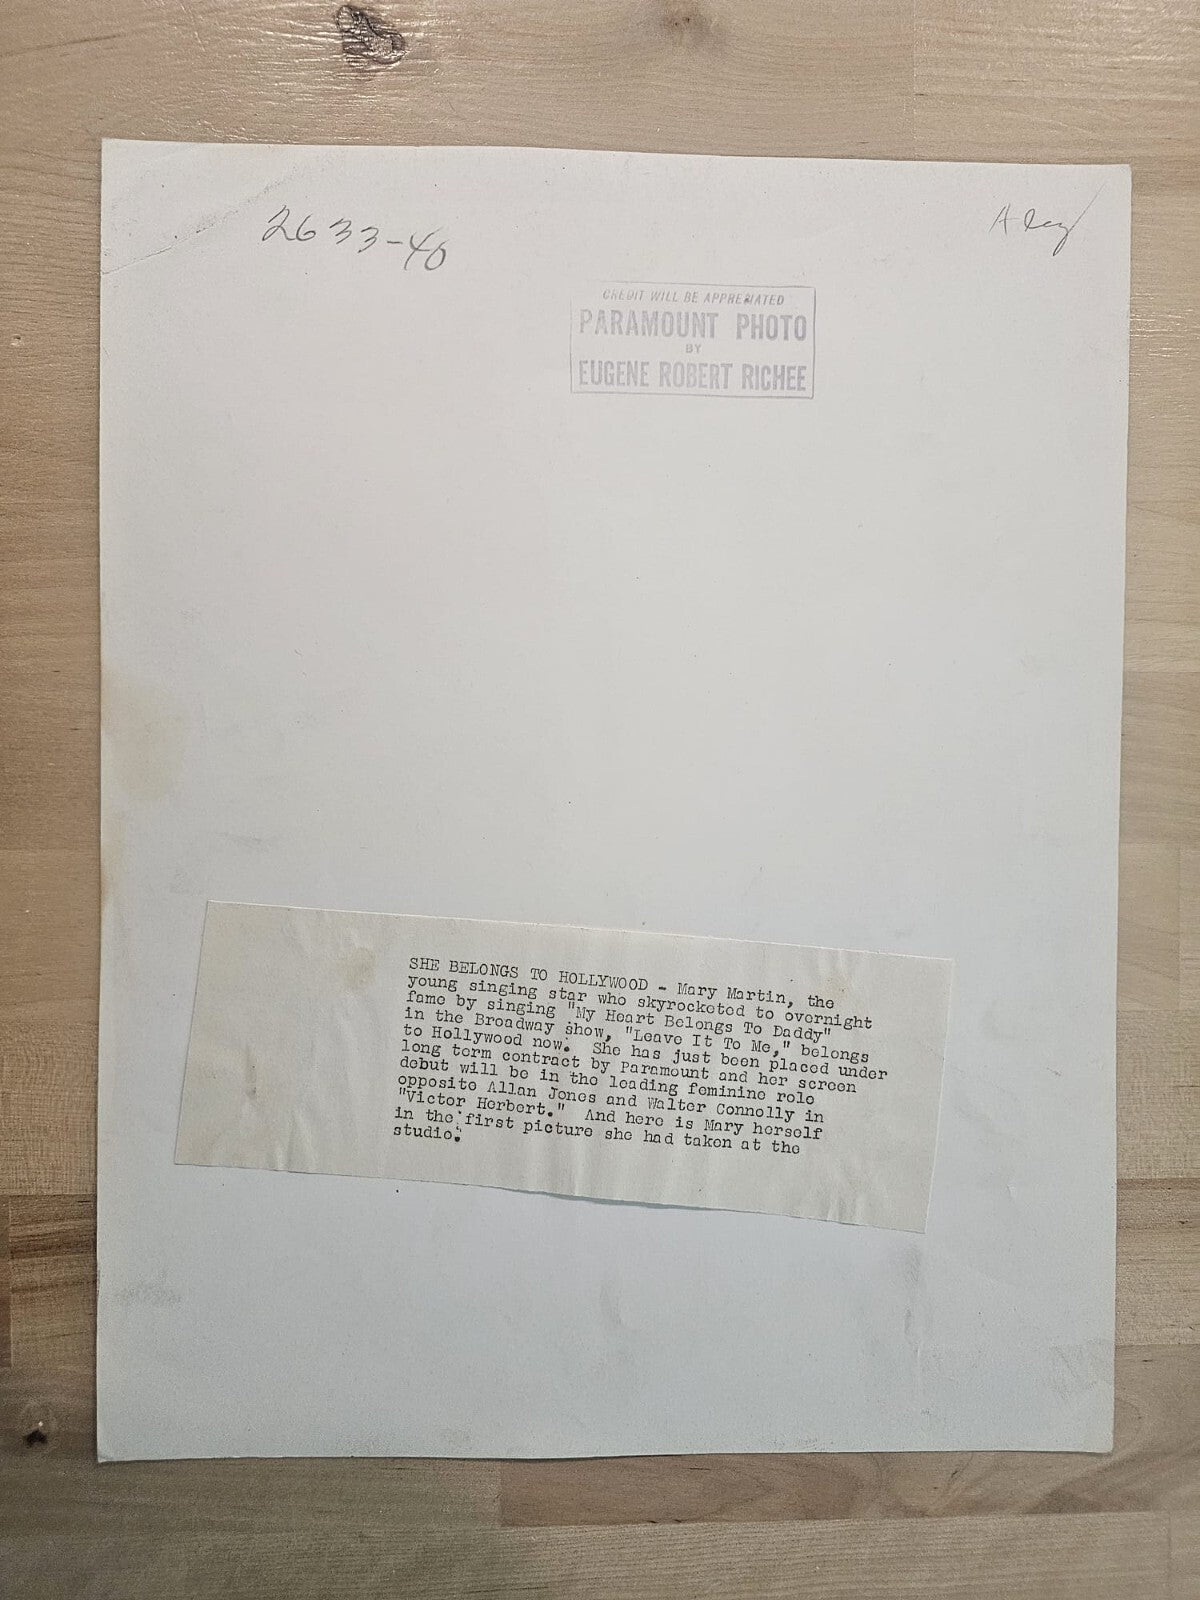 2633-40
CREDIT WILL BE APPRECIATED
PARAMOUNT PHOTO
BY
EUGENE ROBERT RICHEE
SHE BELONGS TO HOLLYWOOD - Mary Martin, the
young singing star who skyrocketed to overnight
fame by singing "My Heart Belongs To Daddy"
in the Broadway show, "Leave It To Me," belongs
to Hollywood now. She has just been placed under
long term contract by Paramount and her screen
debut will be in the leading feminine role
opposite Allan Jones and Walter Connolly in
"Victor Herbert." And here is Mary herself
in the first picture she had taken at the
studio.